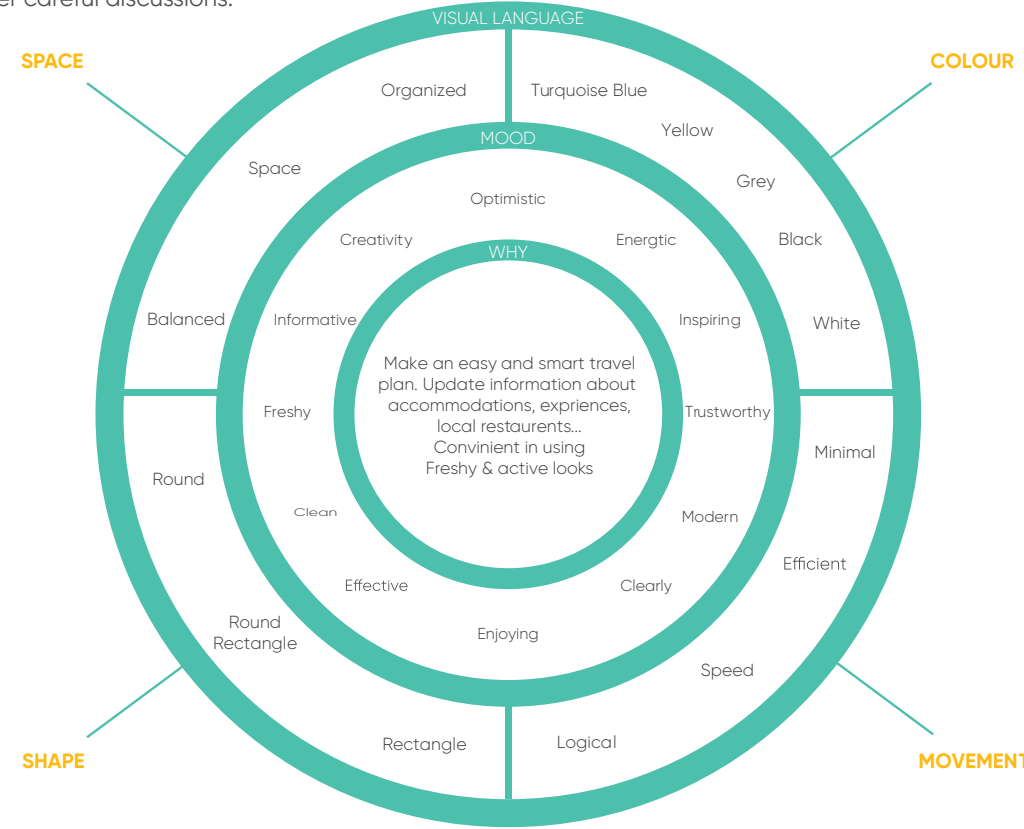 er careful discussions.
VISUAL LANGUAGE
SPACE
COLOUR
Organized
Turquoise Blue
Yellow
MOOD
Space
Grey
Optimistic
Creativity
Energtic
Black
WHY
Balanced
Informative
Inspiring
White
Make an easy and smart travel
plan. Update information about
accommodations, expriences,
local restaurents...
Convinient in using
Freshy & active looks
Freshy
Trustworthy
Minimal
Round
Clean
Modern
Efficient
Effective
Clearly
Round
Rectangle
Enjoying
Speed
Rectangle
Logical
SHAPE
MOVEMENT